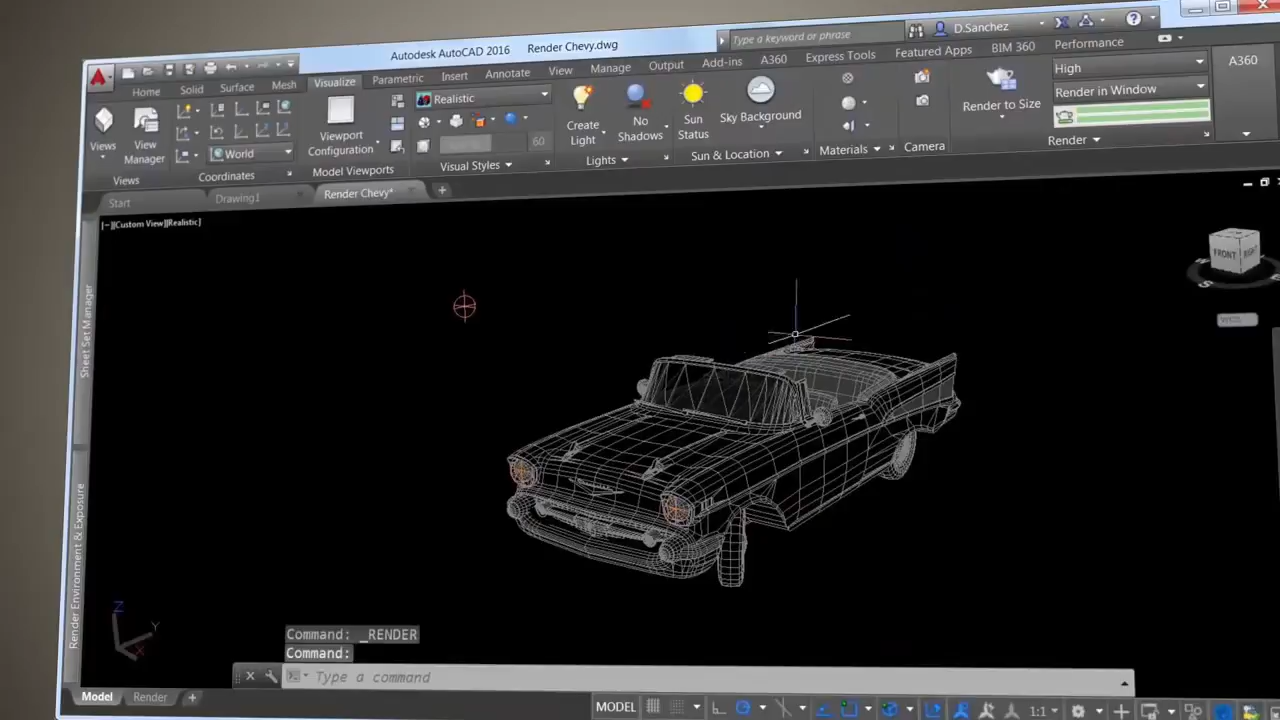 Autodesk AutoCAD 2016 Render Chevy.dwg
Type a keyword or phrase
D.Sanchez
Home Solid Surface Mesh Visualize Parametric Insert Annotate View Manage Output Add-ins A360 Express Tools Featured Apps BIM 360 Performance
Views
View
Manager
Views
World
Coordinates
Viewport
Configuration
Model Viewports
Realistic
60
Visual Styles
Create
Light
No
Shadows
Lights
Sun
Status
Sky Background
Sun & Location
Materials
Camera
Render to Size
High
Render in Window
Render
A360
Start Drawing1 Render Chevy*
[−][Custom View][Realistic]
Sheet Set Manager
Render Environment & Exposure
FRONT RIGHT
S
Z
Y
X
Command: _RENDER
Command:
Type a command
Model Render
MODEL
1:1